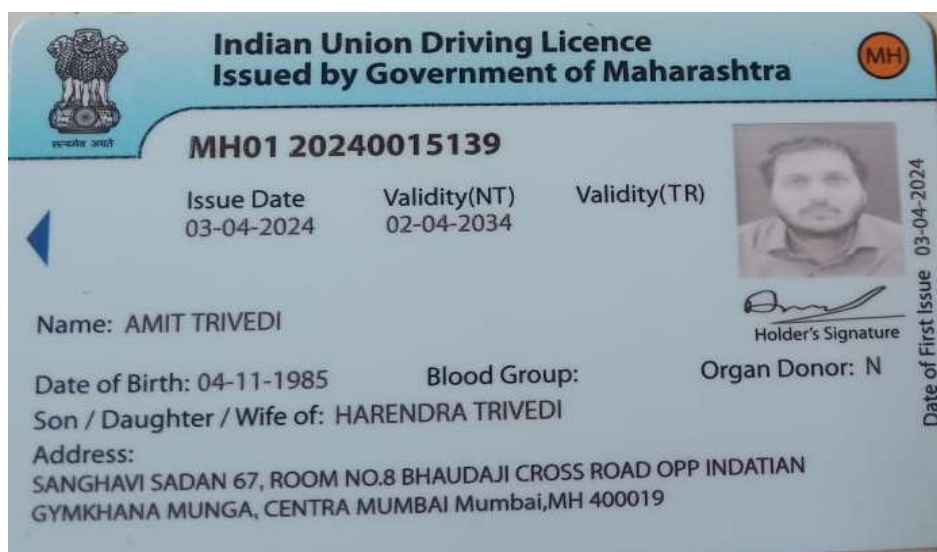 Indian Union Driving Licence
Issued by Government of Maharashtra
MH
सत्यमेव जयते
MH01 20240015139
Issue Date Validity(NT) Validity(TR)
03-04-2024 02-04-2034
Date of First Issue 03-04-2024
Holder's Signature
Name: AMIT TRIVEDI
Date of Birth: 04-11-1985 Blood Group: Organ Donor: N
Son / Daughter / Wife of: HARENDRA TRIVEDI
Address:
SANGHAVI SADAN 67, ROOM NO.8 BHAUDAJI CROSS ROAD OPP INDATIAN
GYMKHANA MUNGA, CENTRA MUMBAI Mumbai,MH 400019